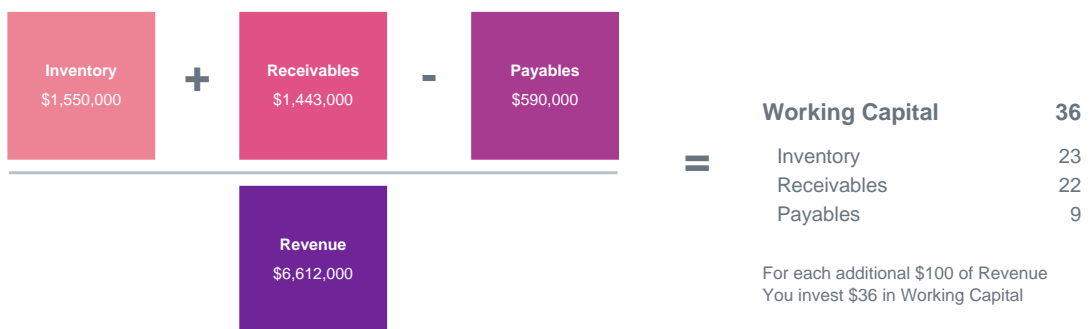 Inventory
$1,550,000
+
Receivables
$1,443,000
-
Payables
$590,000
Revenue
$6,612,000
=
Working Capital 36
Inventory 23
Receivables 22
Payables 9
For each additional $100 of Revenue
You invest $36 in Working Capital